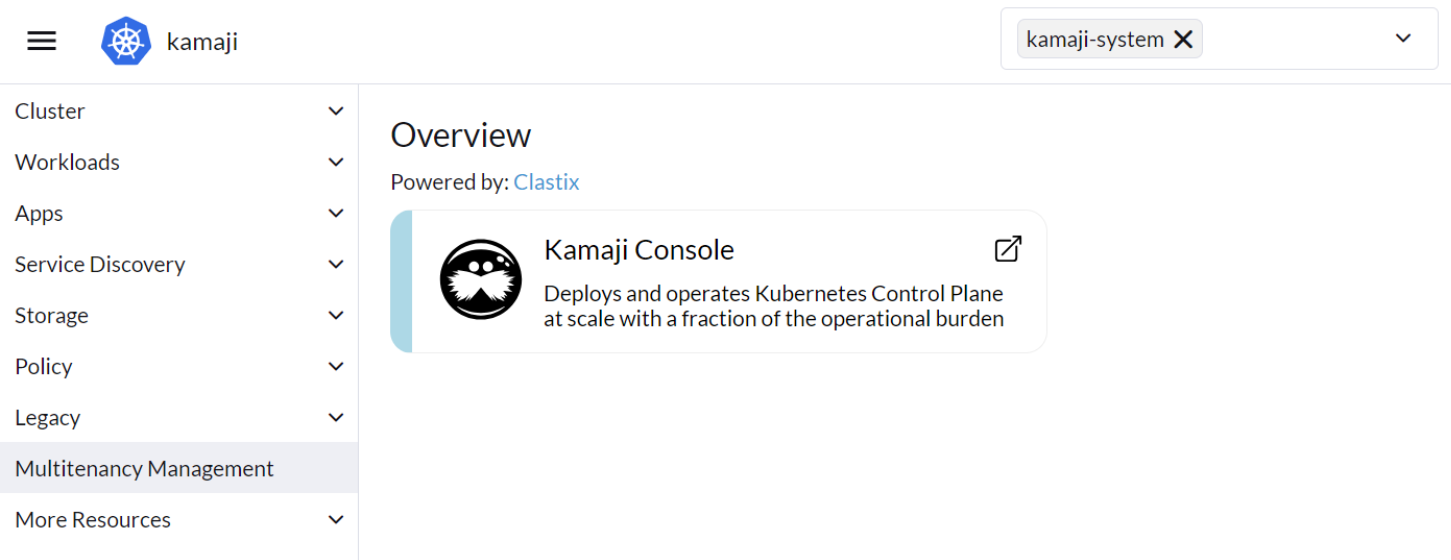 kamaji
kamaji-system
Cluster
Workloads
Apps
Service Discovery
Storage
Policy
Legacy
Multitenancy Management
More Resources
Overview
Powered by: Clastix
Kamaji Console
Deploys and operates Kubernetes Control Plane
at scale with a fraction of the operational burden